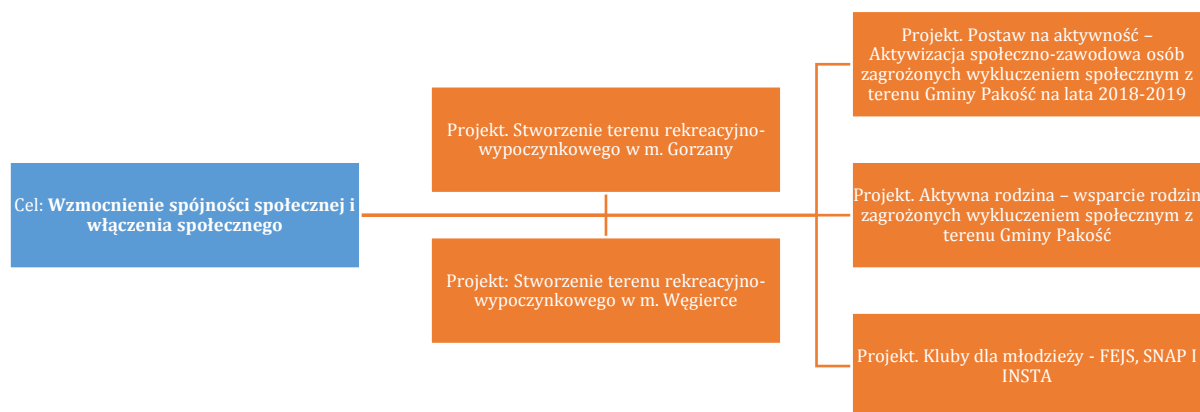 Cel: Wzmocnienie spójności społecznej i
włączenia społecznego
Projekt. Stworzenie terenu rekreacyjno-
wypoczynkowego w m. Gorzany
Projekt: Stworzenie terenu rekreacyjno-
wypoczynkowego w m. Węgierce
Projekt. Postaw na aktywność –
Aktywizacja społeczno-zawodowa osób
zagrożonych wykluczeniem społecznym z
terenu Gminy Pakość na lata 2018-2019
Projekt. Aktywna rodzina – wsparcie rodzin
zagrożonych wykluczeniem społecznym z
terenu Gminy Pakość
Projekt. Kluby dla młodzieży - FEJS, SNAP I
INSTA